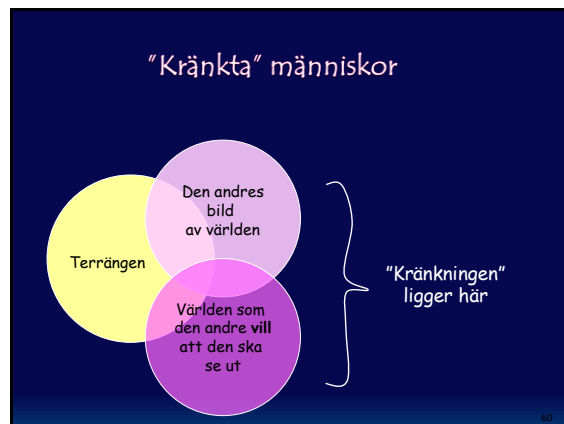 ”Kränkta” människor
Den andres
bild
av världen
Terrängen
”Kränkningen”
ligger här
Världen som
den andre vill
att den ska
se ut
60